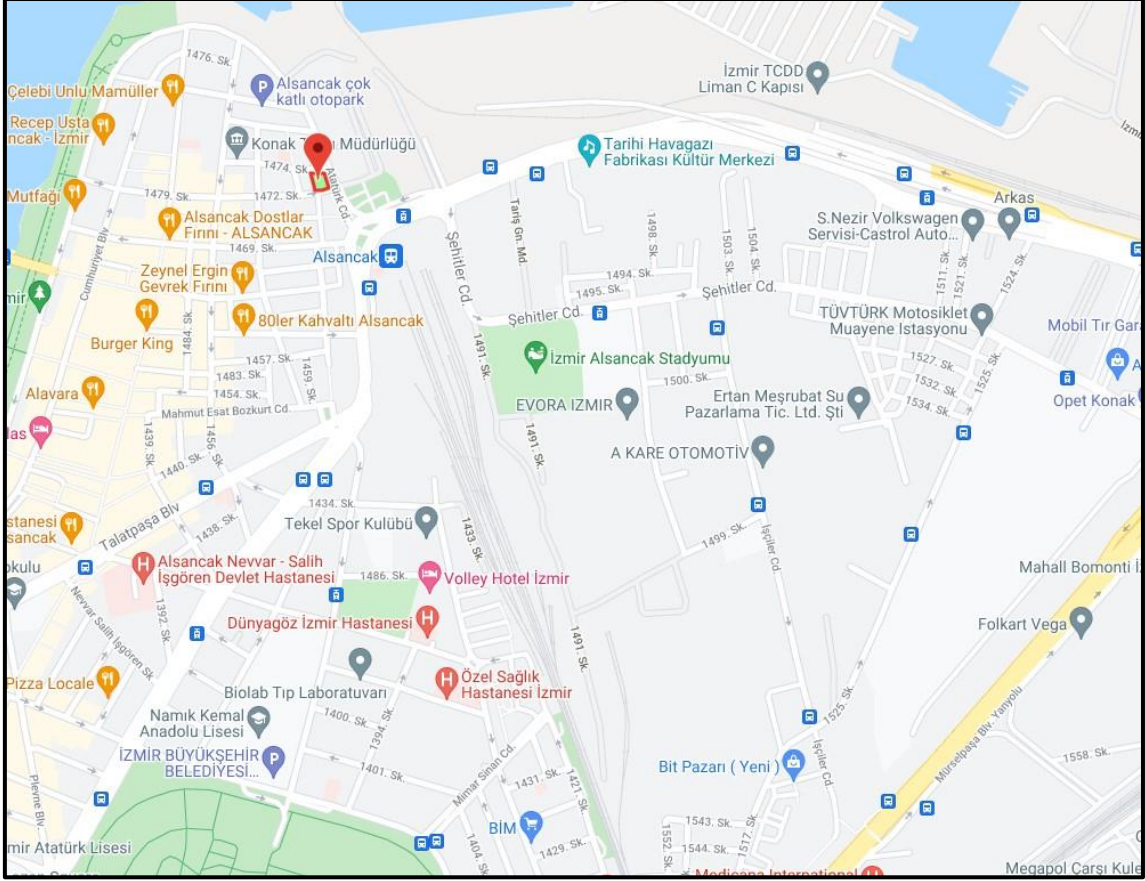 1476. Sk.
Çelebi Unlu Mamüller
Alsancak çok
katlı otopark
İzmir TCDD
Liman C Kapısı
Recep Usta
ncak - İzmir
Konak T
Müdürlüğü
Tarihi Havagazı
Fabrikası Kültür Merkezi
1474. Sk.
Atatürk Cd.
Mutfağı
1479. Sk.
1472. Sk.
Arkas
Alsancak Dostlar
Fırını - ALSANCAK
Tariş Gn. Md.
1498. Sk.
1503. Sk.
1504. Sk.
S.Nezir Volkswagen
Servisi-Castrol Auto...
Şehitler Cd.
1469. Sk.
Alsancak
Cumhuriyet Blv
Zeynel Ergin
Gevrek Fırını
1494. Sk.
1495. Sk.
Şehitler Cd.
1511. Sk.
1521. Sk.
1524. Sk.
mir
80ler Kahvaltı Alsancak
Şehitler Cd.
TÜVTÜRK Motosiklet
Muayene Istasyonu
Mobil Tır Gara
Burger King
1484. Sk.
1491. Sk.
İzmir Alsancak Stadyumu
1457. Sk.
1459. Sk.
1483. Sk.
1527. Sk.
1532. Sk.
1525. Sk.
Alavara
1454. Sk.
1500. Sk.
Ertan Meşrubat Su
Pazarlama Tic. Ltd. Şti
1534. Sk.
Opet Konak
Mahmut Esat Bozkurt Cd.
EVORA IZMIR
las
1439. Sk.
1456. Sk.
1491. Sk.
A KARE OTOMOTİV
1440. Sk.
1434. Sk.
stanesi
sancak
Talatpaşa Blv
1438. Sk.
Tekel Spor Kulübü
1433. Sk.
1499. Sk.
İşçiler Cd.
okulu
Alsancak Nevvar - Salih
İşgören Devlet Hastanesi
1486. Sk.
Volley Hotel İzmir
Mahall Bomonti İz
1392. Sk.
Nevvar Salih İşgören Sk
Dünyagöz İzmir Hastanesi
1491. Sk.
Folkart Vega
Pizza Locale
Biolab Tıp Laboratuvarı
Özel Sağlık
Hastanesi İzmir
Namık Kemal
Anadolu Lisesi
1400. Sk.
1394. Sk.
1525. Sk.
Mürselpaşa Blv. Yanyolu
İZMİR BÜYÜKŞEHİR
BELEDİYESİ...
1401. Sk.
Mimar Sinan Cd.
1431. Sk.
1421. Sk.
Bit Pazarı ( Yeni )
İşçiler Cd.
1558. Sk.
Plevne Blv.
BİM
1543. Sk.
mir Atatürk Lisesi
1404. Sk.
1429. Sk.
1552. Sk.
1544. Sk.
1517. Sk.
Medicana International
Megapol Çarşı Kule